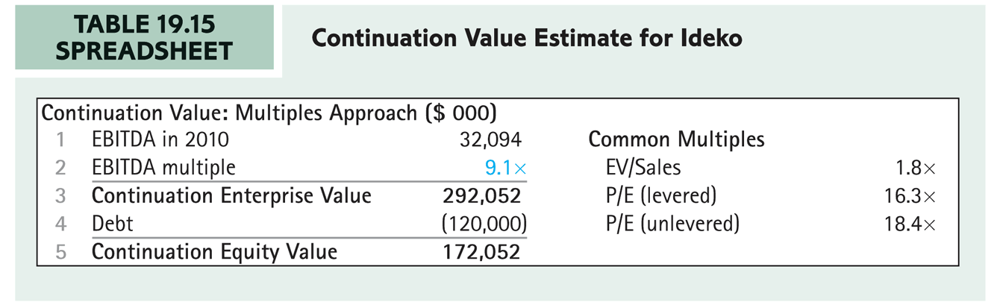 TABLE 19.15
SPREADSHEET
Continuation Value Estimate for Ideko
Continuation Value: Multiples Approach ($ 000)
1 EBITDA in 2010 32,094 Common Multiples
2 EBITDA multiple 9.1× EV/Sales 1.8×
3 Continuation Enterprise Value 292,052 P/E (levered) 16.3×
4 Debt (120,000) P/E (unlevered) 18.4×
5 Continuation Equity Value 172,052